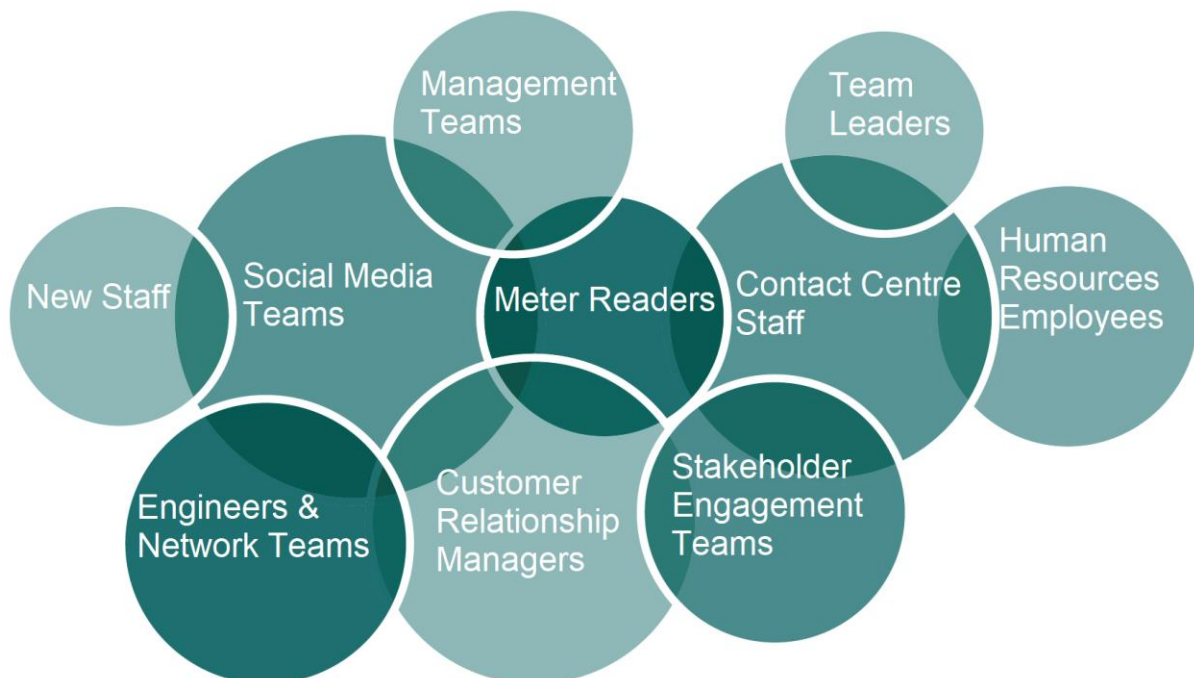 Management
Teams
Team
Leaders
New Staff
Social Media
Teams
Meter Readers
Contact Centre
Staff
Human
Resources
Employees
Engineers &
Network Teams
Customer
Relationship
Managers
Stakeholder
Engagement
Teams